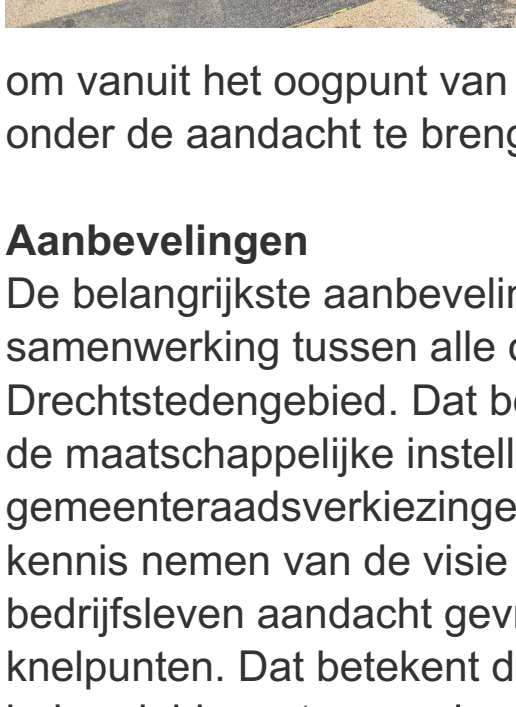 om vanuit het oogpunt van
onder de aandacht te breng
Aanbevelingen
De belangrijkste aanbevelin
samenwerking tussen alle
Drechtstedengebied. Dat
de maatschappelijke instell
gemeenteraadsverkiezinge
kennis nemen van de visie
bedrijfsleven aandacht gev
knelpunten. Dat betekent d